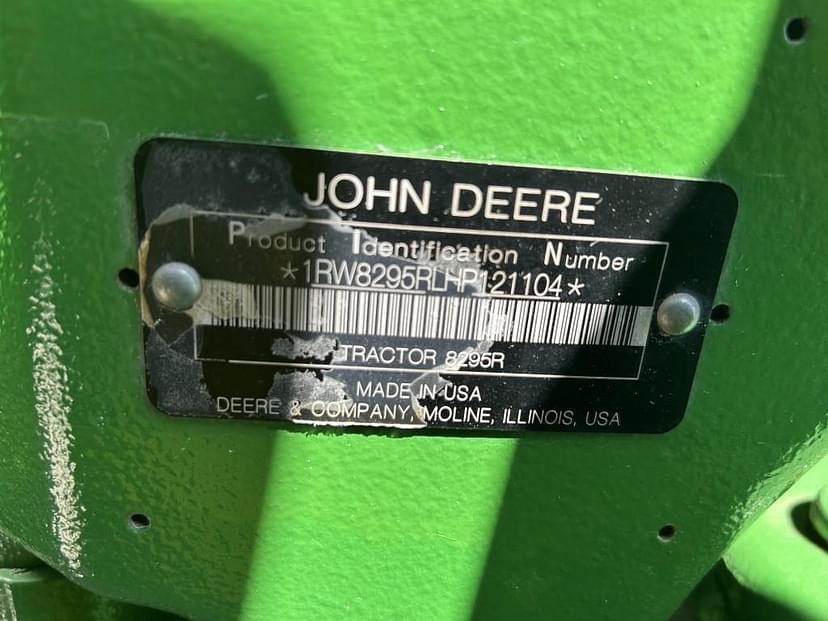 JOHN DEERE
Product Identification Number
*1RW8295RLHP121104*
TRACTOR 8295R
MADE IN USA
DEERE & COMPANY, MOLINE, ILLINOIS, USA